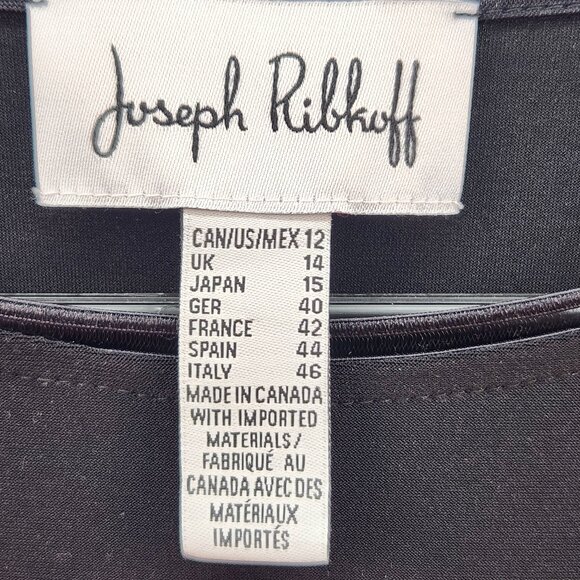 Joseph Ribkoff
CAN/US/MEX 12
UK 14
JAPAN 15
GER 40
FRANCE 42
SPAIN 44
ITALY 46
MADE IN CANADA
WITH IMPORTED
MATERIALS/
FABRIQUÉ AU
CANADA AVEC DES
MATÉRIAUX
IMPORTÉS